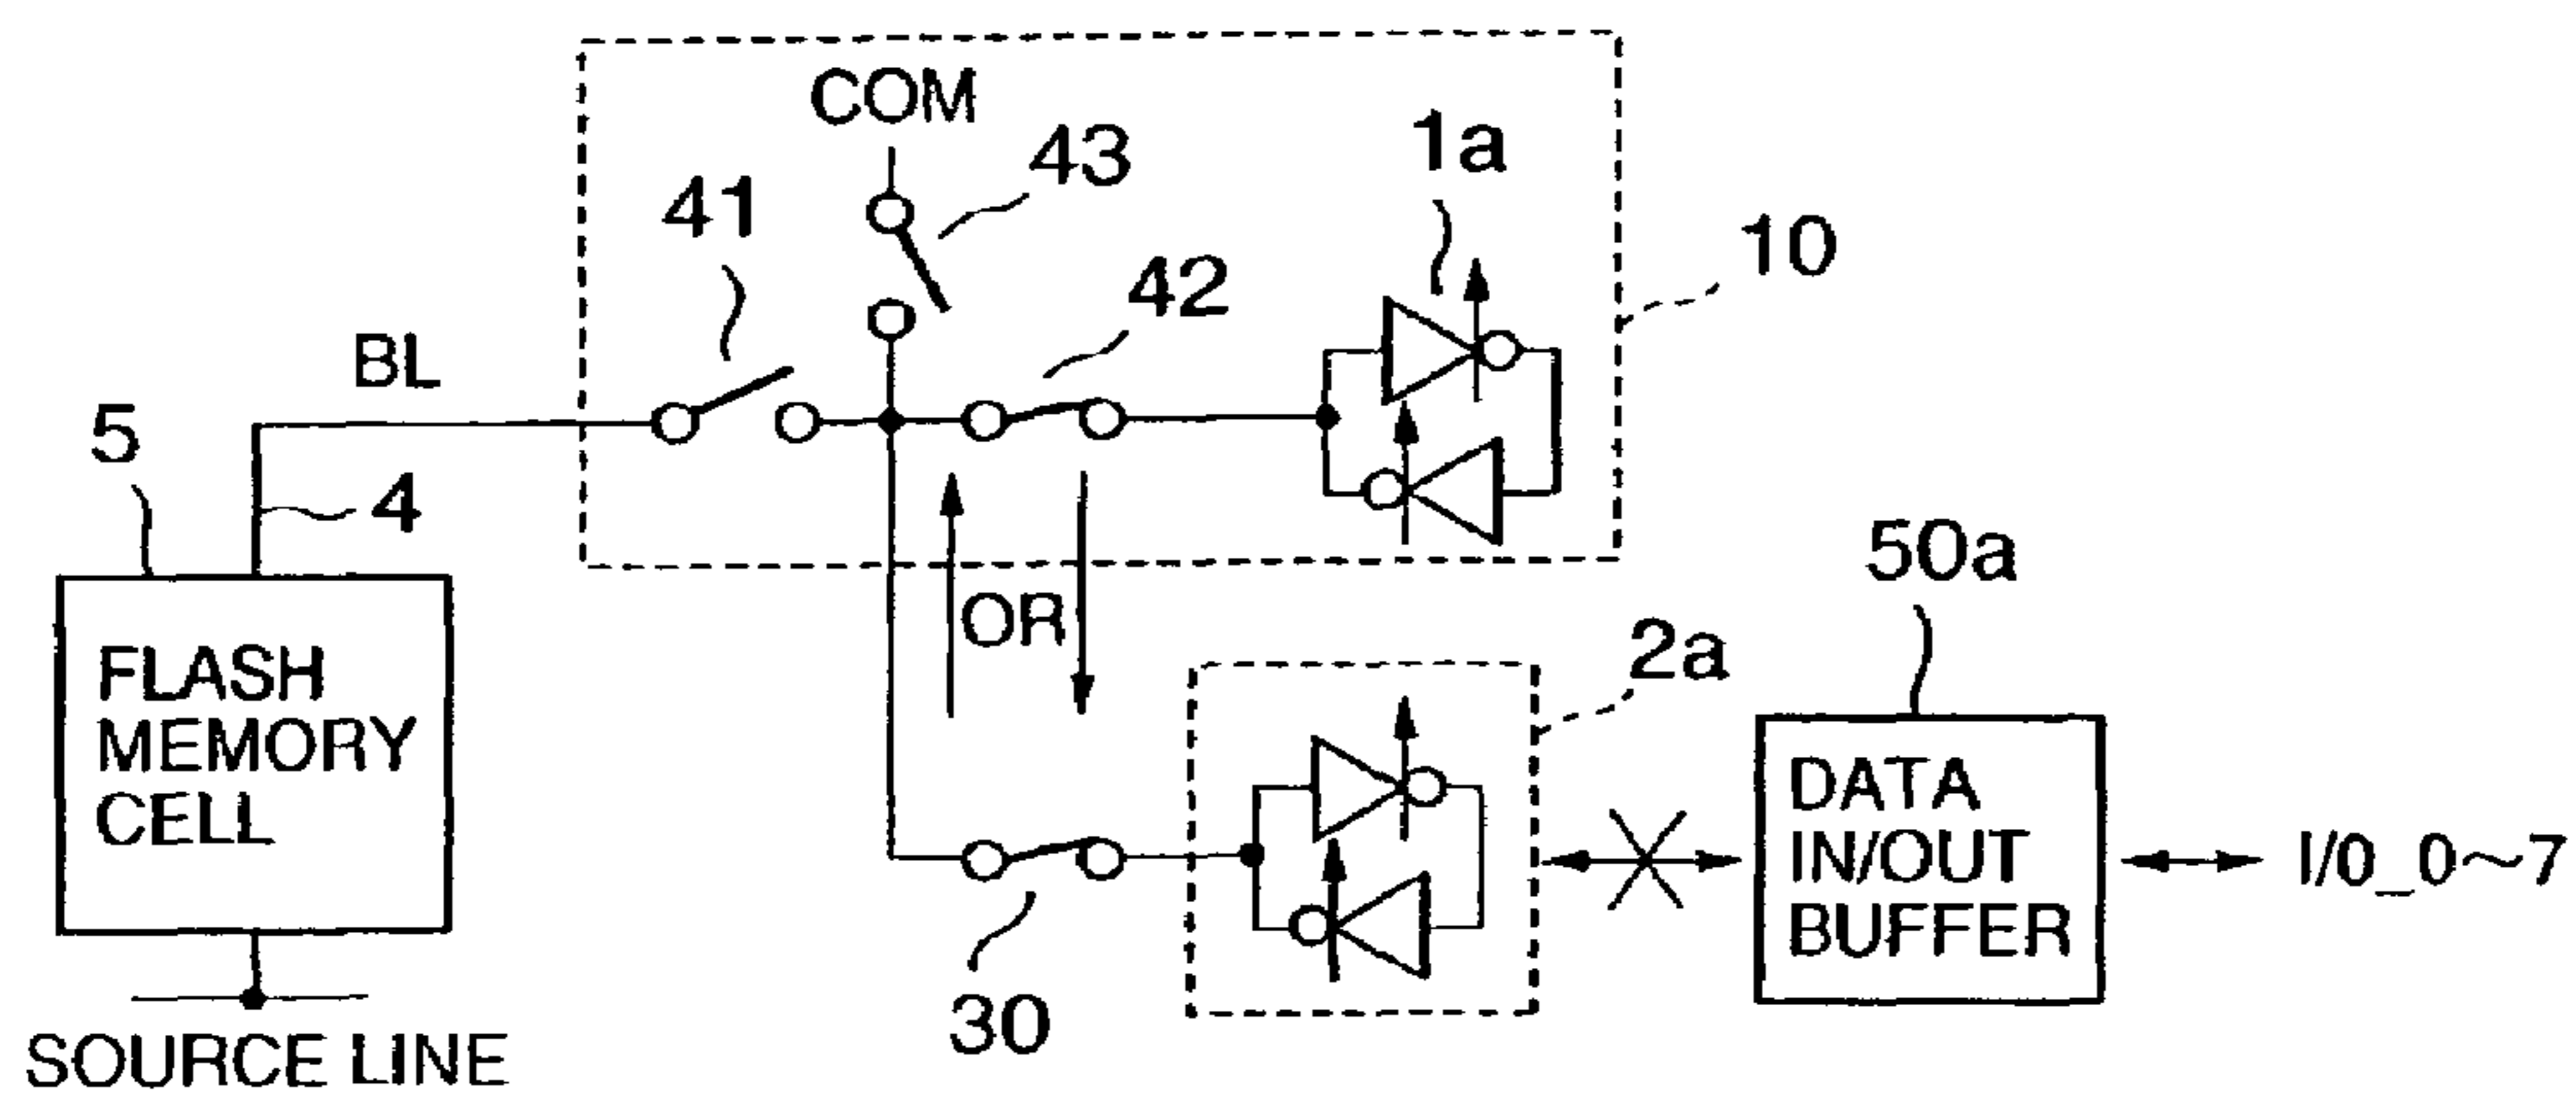 COM
43
1a
41
10
42
BL
5
4
50a
OR
2a
FLASH
MEMORY
CELL
DATA
IN/OUT
BUFFER
I/0_0～7
30
SOURCE LINE